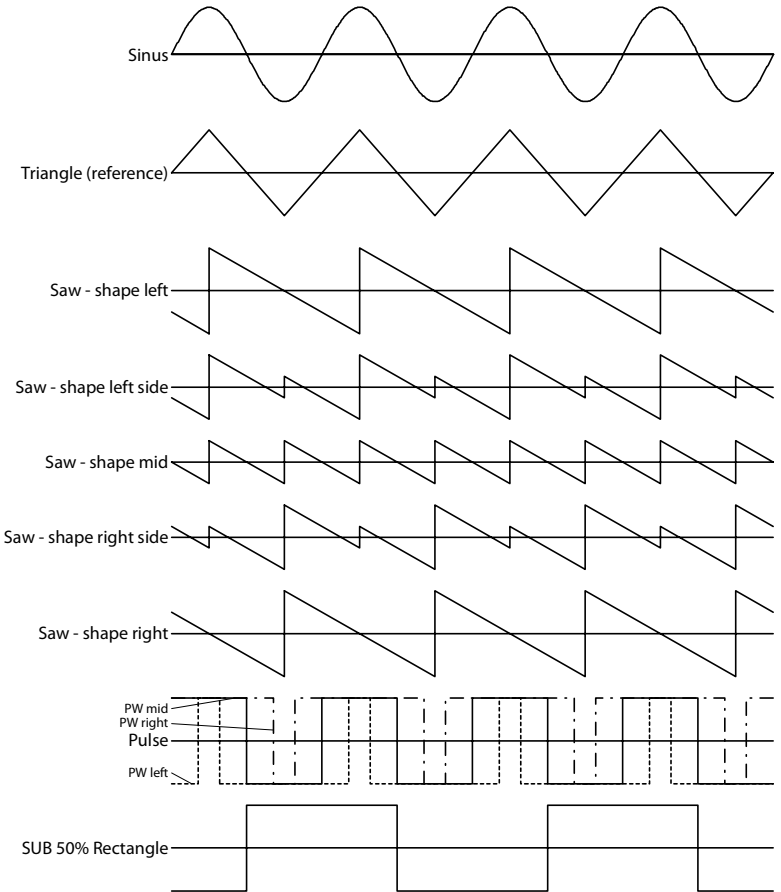 Sinus
Triangle (reference)
Saw - shape left
Saw - shape left side
Saw - shape mid
Saw - shape right side
Saw - shape right
PW mid
PW right
Pulse
PW left
SUB 50% Rectangle